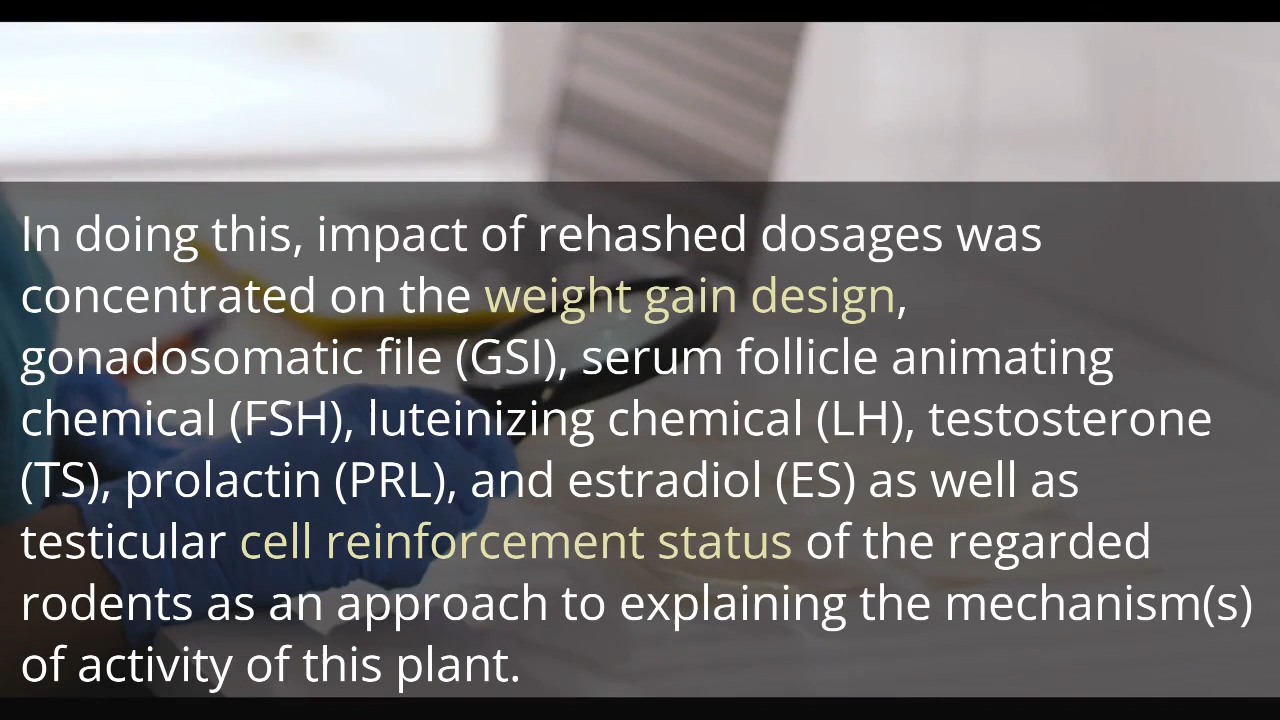 In doing this, impact of rehashed dosages was
concentrated on the weight gain design,
gonadosomatic file (GSI), serum follicle animating
chemical (FSH), luteinizing chemical (LH), testosterone
(TS), prolactin (PRL), and estradiol (ES) as well as
testicular cell reinforcement status of the regarded
rodents as an approach to explaining the mechanism(s)
of activity of this plant.